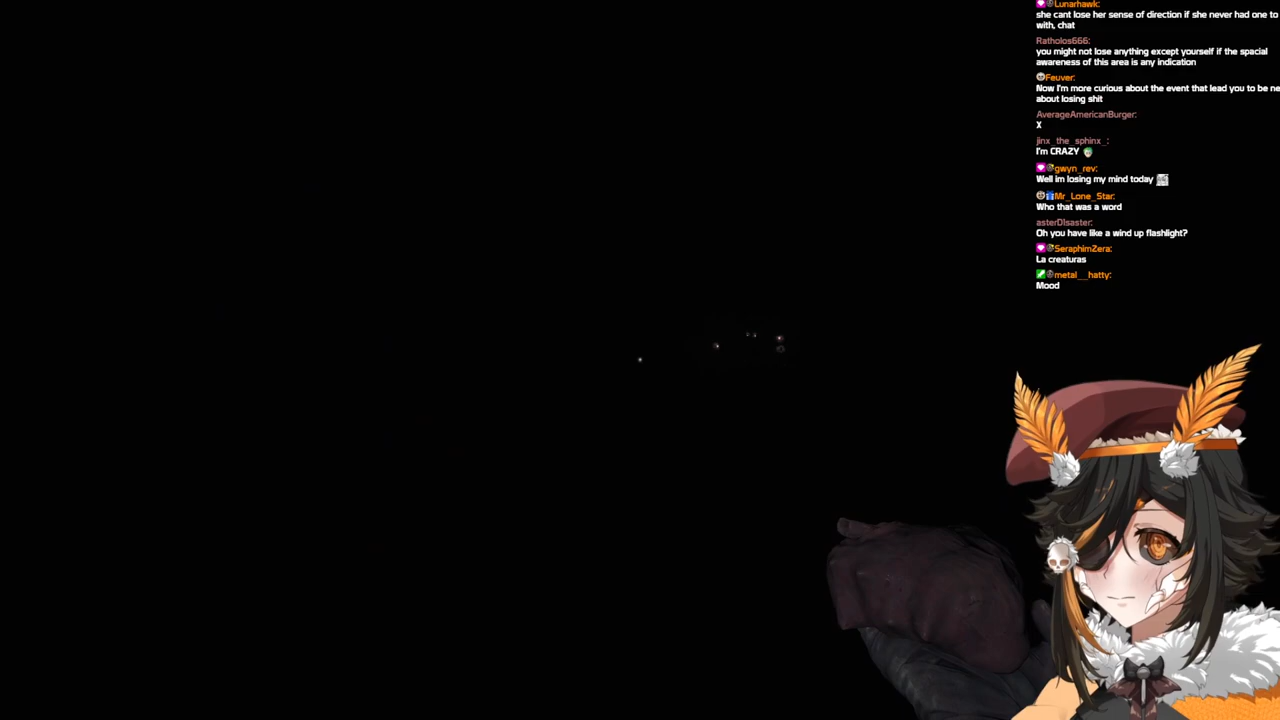 Lunarhawk:
she cant lose her sense of direction if she never had one to
with, chat
Ratholos666:
you might not lose anything except yourself if the spacial
awareness of this area is any indication
Feuver:
Now I'm more curious about the event that lead you to be ne
about losing shit
AverageAmericanBurger:
X
jinx_the_sphinx_:
I'm CRAZY
gwyn_rev:
Well im losing my mind today
Mr_Lone_Star:
Who that was a word
asterDIsaster:
Oh you have like a wind up flashlight?
SeraphimZera:
La creaturas
metal__hatty:
Mood